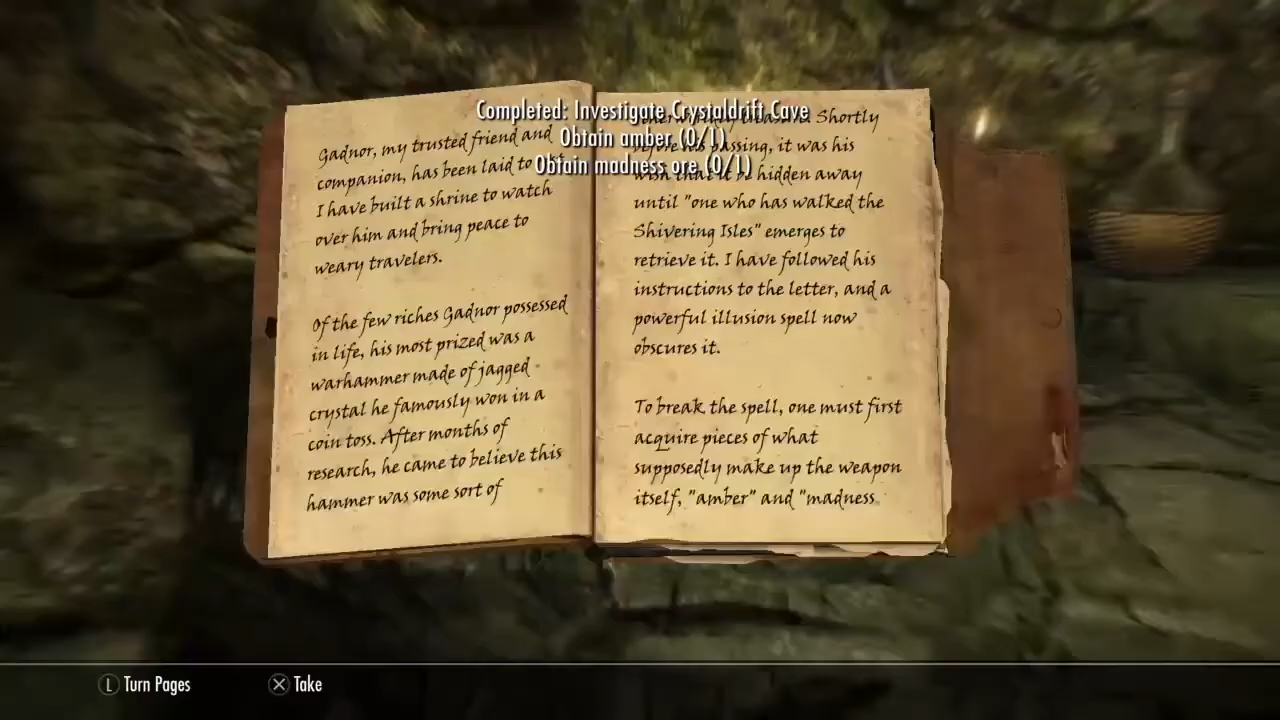 Completed: Investigate Crystaldrift Cave
Obtain amber (0/1)
Obtain madness ore (0/1)
Gadnor, my trusted friend and
companion, has been laid to
I have built a shrine to watch
over him and bring peace to
weary travelers.
Of the few riches Gadnor possessed
in life, his most prized was a
warhammer made of jagged
crystal he famously won in a
coin toss. After months of
research, he came to believe this
hammer was some sort of
Shortly
passing, it was his
hidden away
until "one who has walked the
Shivering Isles" emerges to
retrieve it. I have followed his
instructions to the letter, and a
powerful illusion spell now
obscures it.
To break the spell, one must first
acquire pieces of what
supposedly make up the weapon
itself, "amber" and "madness
L Turn Pages
X Take